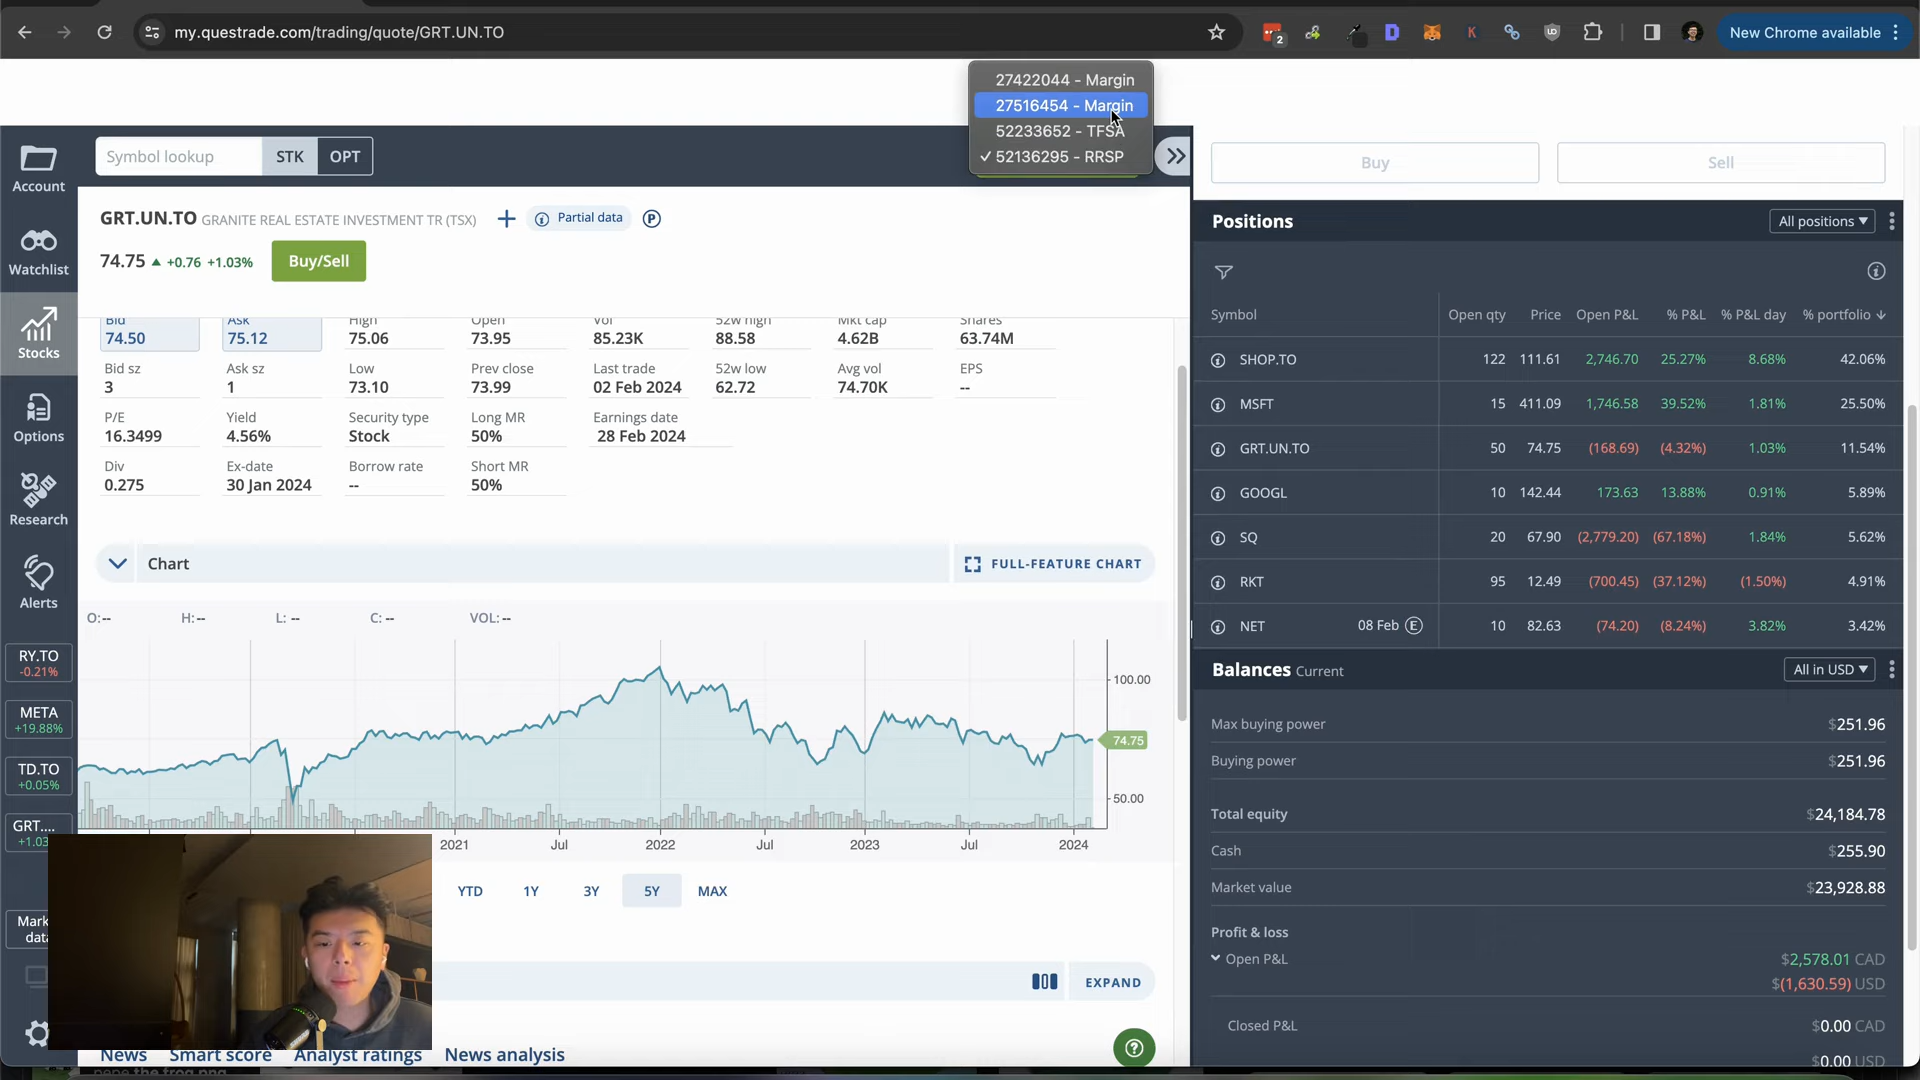 my.questrade.com/trading/quote/GRT.UN.TO
2
New Chrome available
27422044 - Margin
27516454 - Margin
52233652 - TFSA
✓ 52136295 - RRSP
Account
Watchlist
Stocks
Options
Research
Alerts
RY.TO
-0.21%
META
+19.88%
TD.TO
+0.05%
GRT....
Symbol lookup STK OPT
GRT.UN.TO GRANITE REAL ESTATE INVESTMENT TR (TSX) + Partial data P
74.75 +0.76 +1.03% Buy/Sell
Bid Ask High Open Vol 52w high Mkt cap Shares
74.50 75.12 75.06 73.95 85.23K 88.58 4.62B 63.74M
Bid sz Ask sz Low Prev close Last trade 52w low Avg vol EPS
3 1 73.10 73.99 02 Feb 2024 62.72 74.70K --
P/E Yield Security type Long MR Earnings date
16.3499 4.56% Stock 50% 28 Feb 2024
Div Ex-date Borrow rate Short MR
0.275 30 Jan 2024 -- 50%
Chart FULL-FEATURE CHART
O:-- H:-- L: -- C: -- VOL: --
100.00
74.75
50.00
2021 Jul 2022 Jul 2023 Jul 2024
YTD 1Y 3Y 5Y MAX
EXPAND
News Smart score Analyst ratings News analysis
Buy Sell
Positions All positions
Symbol Open qty Price Open P&L % P&L % P&L day % portfolio
SHOP.TO 122 111.61 2,746.70 25.27% 8.68% 42.06%
MSFT 15 411.09 1,746.58 39.52% 1.81% 25.50%
GRT.UN.TO 50 74.75 (168.69) (4.32%) 1.03% 11.54%
GOOGL 10 142.44 173.63 13.88% 0.91% 5.89%
SQ 20 67.90 (2,779.20) (67.18%) 1.84% 5.62%
RKT 95 12.49 (700.45) (37.12%) (1.50%) 4.91%
NET 08 Feb E 10 82.63 (74.20) (8.24%) 3.82% 3.42%
Balances Current All in USD
Max buying power $251.96
Buying power $251.96
Total equity $24,184.78
Cash $255.90
Market value $23,928.88
Profit & loss
Open P&L $2,578.01 CAD
$(1,630.59) USD
Closed P&L $0.00 CAD
$0.00 USD